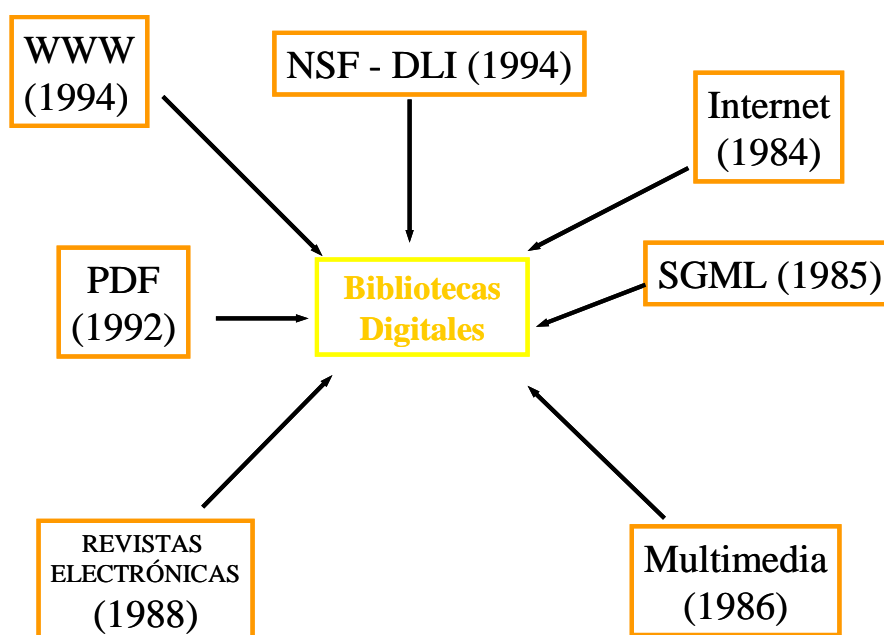 WWW
(1994)
NSF - DLI (1994)
Internet
(1984)
PDF
(1992)
Bibliotecas
Digitales
SGML (1985)
REVISTAS
ELECTRÓNICAS
(1988)
Multimedia
(1986)